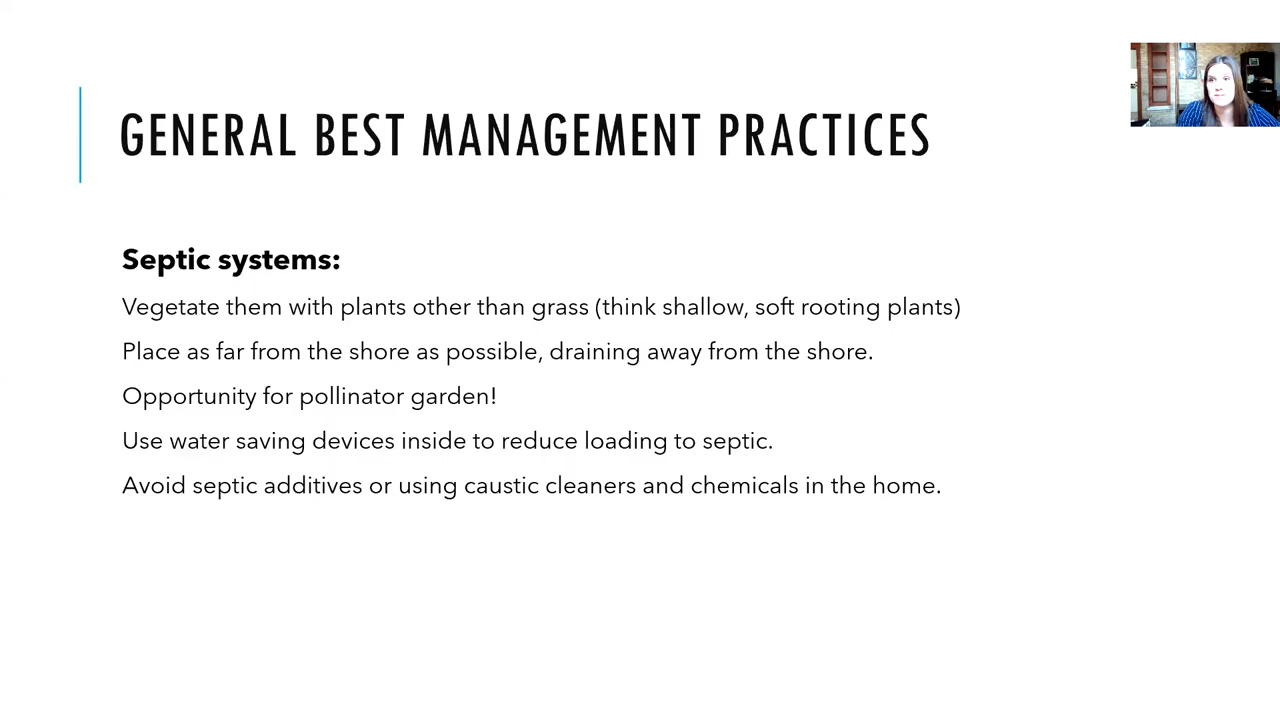 GENERAL BEST MANAGEMENT PRACTICES
Septic systems:
Vegetate them with plants other than grass (think shallow, soft rooting plants)
Place as far from the shore as possible, draining away from the shore.
Opportunity for pollinator garden!
Use water saving devices inside to reduce loading to septic.
Avoid septic additives or using caustic cleaners and chemicals in the home.